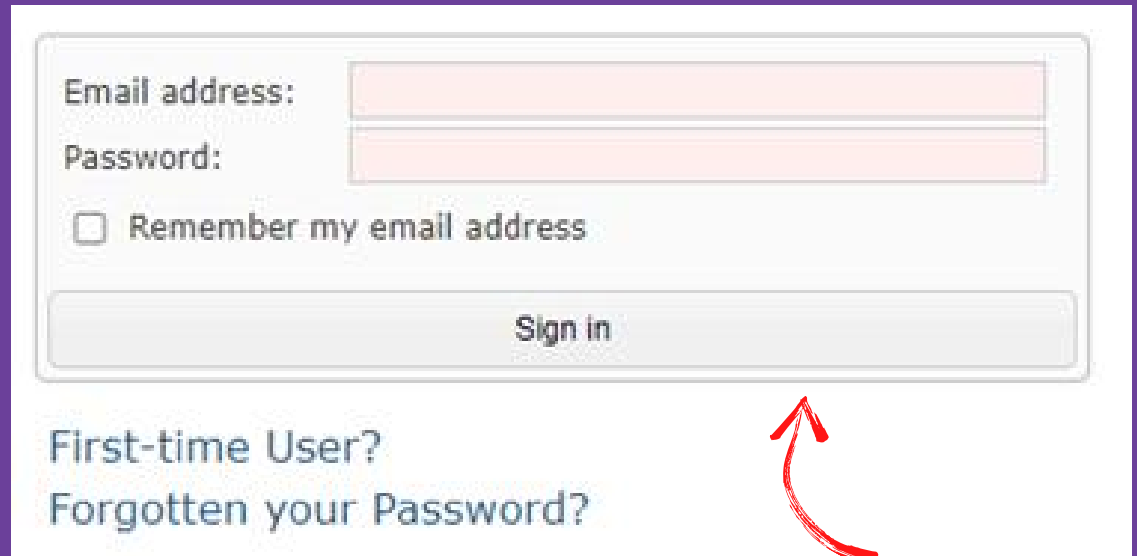 Email address:
Password:
Remember my email address
Sign in
First-time User?
Forgotten your Password?